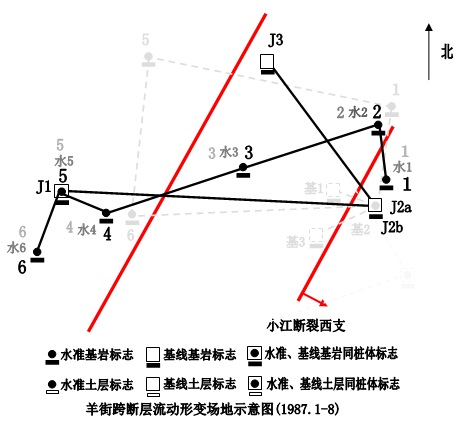 J3
5
北
1
2 水2 2
5
水5
5
J1
3 水3 3
1
水1
1
基1
J2a
基2
J2b
6
水6
6
4 水4 4
6
基3
小江断裂西支
水准基岩标志 基线基岩标志 水准、基线基岩同桩体标志
水准土层标志 基线土层标志 水准、基线土层同桩体标志
羊街跨断层流动形变场地示意图(1987.1-8)